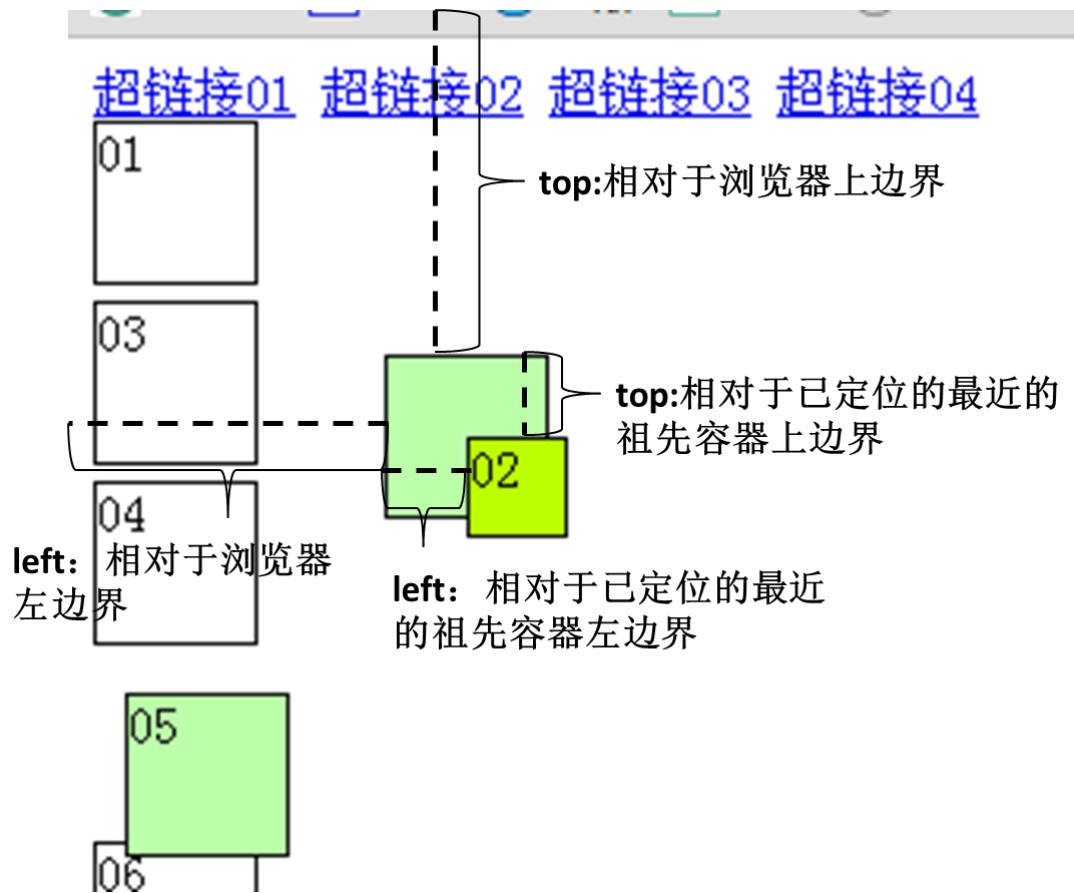 超链接01 超链接02 超链接03 超链接04
01
top:相对于浏览器上边界
03
top:相对于已定位的最近的
祖先容器上边界
02
04
left：相对于浏览器
左边界
left：相对于已定位的最近
的祖先容器左边界
05
06